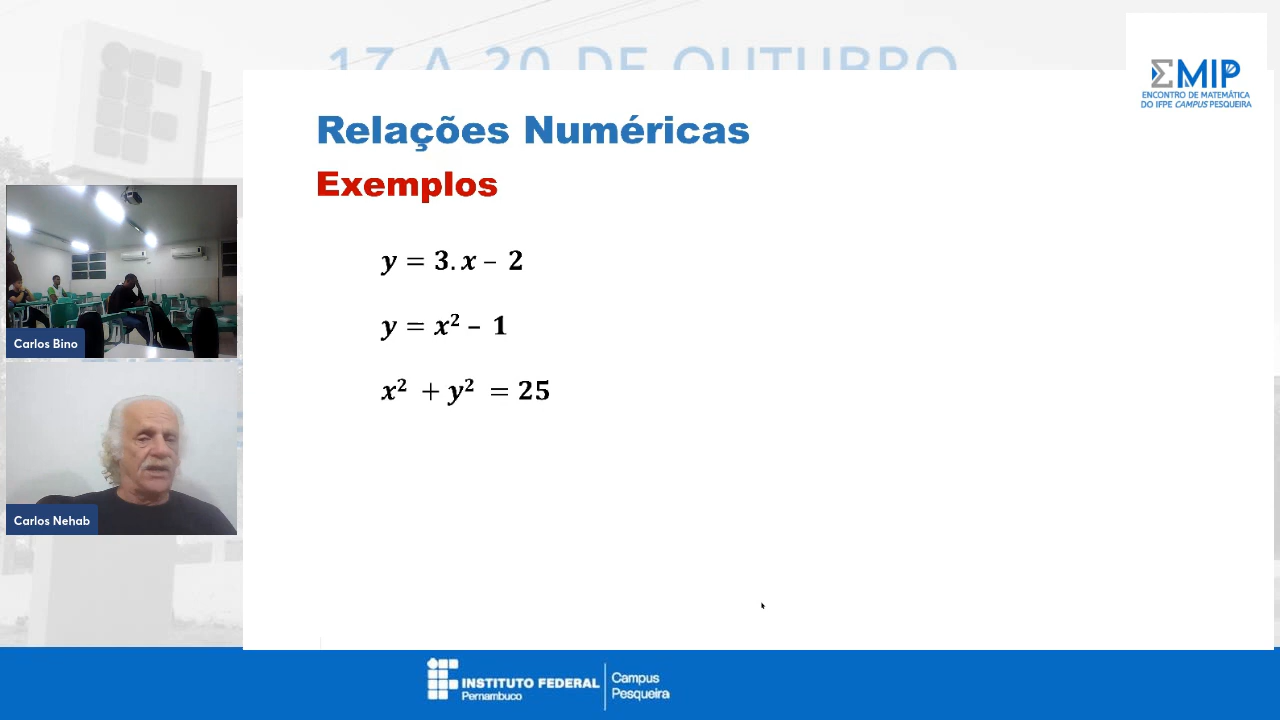 17 A 20 DE OUTUBRO
ΣMIP
ENCONTRO DE MATEMÁTICA
DO IFPE CAMPUS PESQUEIRA
Relações Numéricas
Exemplos
y = 3. x – 2
y = x² – 1
x² + y² = 25
Carlos Bino
Carlos Nehab
INSTITUTO FEDERAL
Pernambuco
Campus
Pesqueira